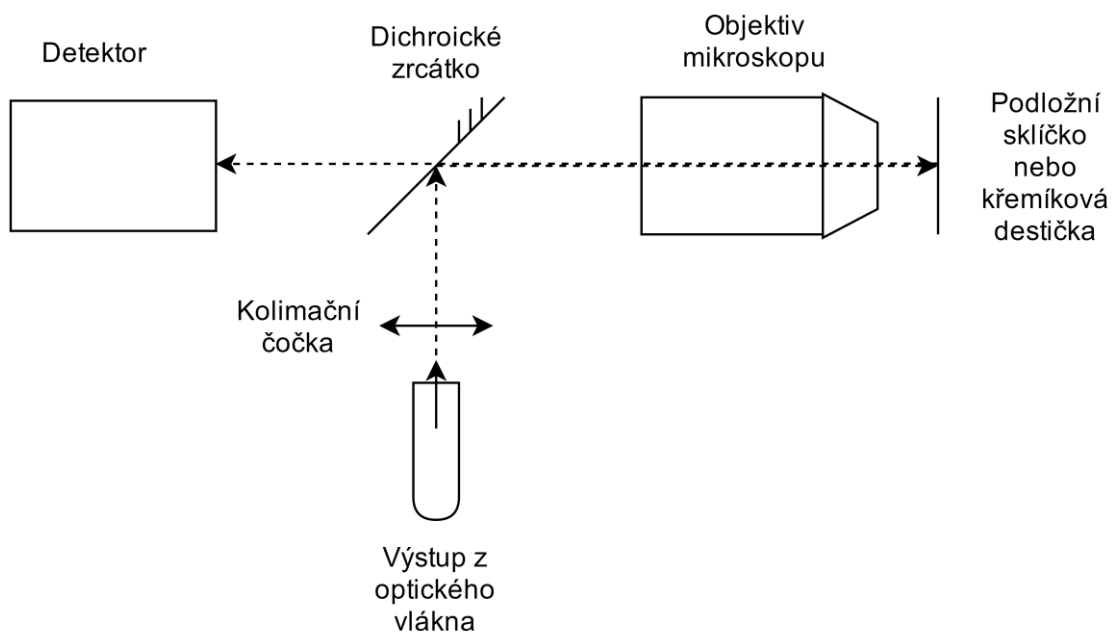 Detektor
Dichroické
zrcátko
Objektiv
mikroskopu
Podložní
sklíčko
nebo
křemíková
destička
Kolimační
čočka
Výstup z
optického
vlákna